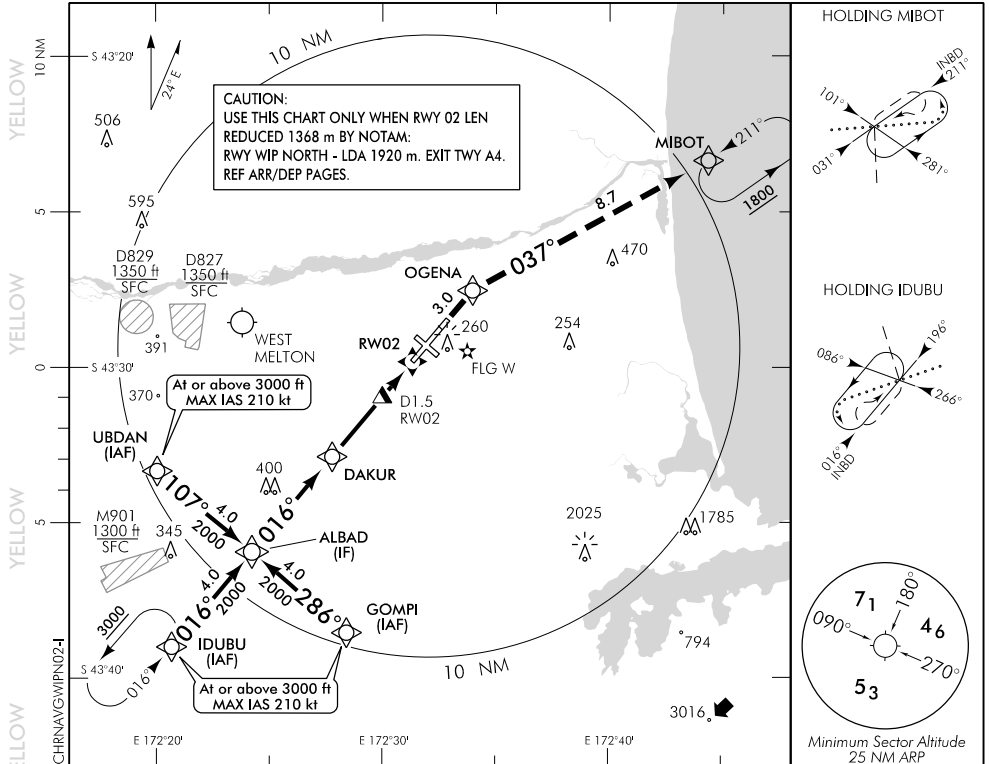 YELLOW
YELLOW
YELLOW
YELLOW
10 NM
5
0
5
CHRNAVGWIPN02-I
S 43°20'
24° E
10 NM
CAUTION:
USE THIS CHART ONLY WHEN RWY 02 LEN
REDUCED 1368 m BY NOTAM:
RWY WIP NORTH - LDA 1920 m. EXIT TWY A4.
REF ARR/DEP PAGES.
506
MIBOT
211°
1800
8.7
595
D829
1350 ft
SFC
D827
1350 ft
SFC
470
037°
OGENA
3.0
260
254
391
WEST
MELTON
RW02
FLG W
S 43°30'
At or above 3000 ft
MAX IAS 210 kt
370
D1.5
RW02
UBDAN
(IAF)
DAKUR
400
107°
4.0
2000
016°
M901
1300 ft
SFC
345
ALBAD
(IF)
2025
1785
016°
4.0
2000
286°
4.0
2000
GOMPI
(IAF)
3000
IDUBU
(IAF)
016°
S 43°40'
At or above 3000 ft
MAX IAS 210 kt
10 NM
794
3016
E 172°20'
E 172°30'
E 172°40'
HOLDING MIBOT
INBD
211°
101°
031°
281°
HOLDING IDUBU
196°
086°
266°
016°
INBD
71
180°
46
090°
270°
53
Minimum Sector Altitude
25 NM ARP